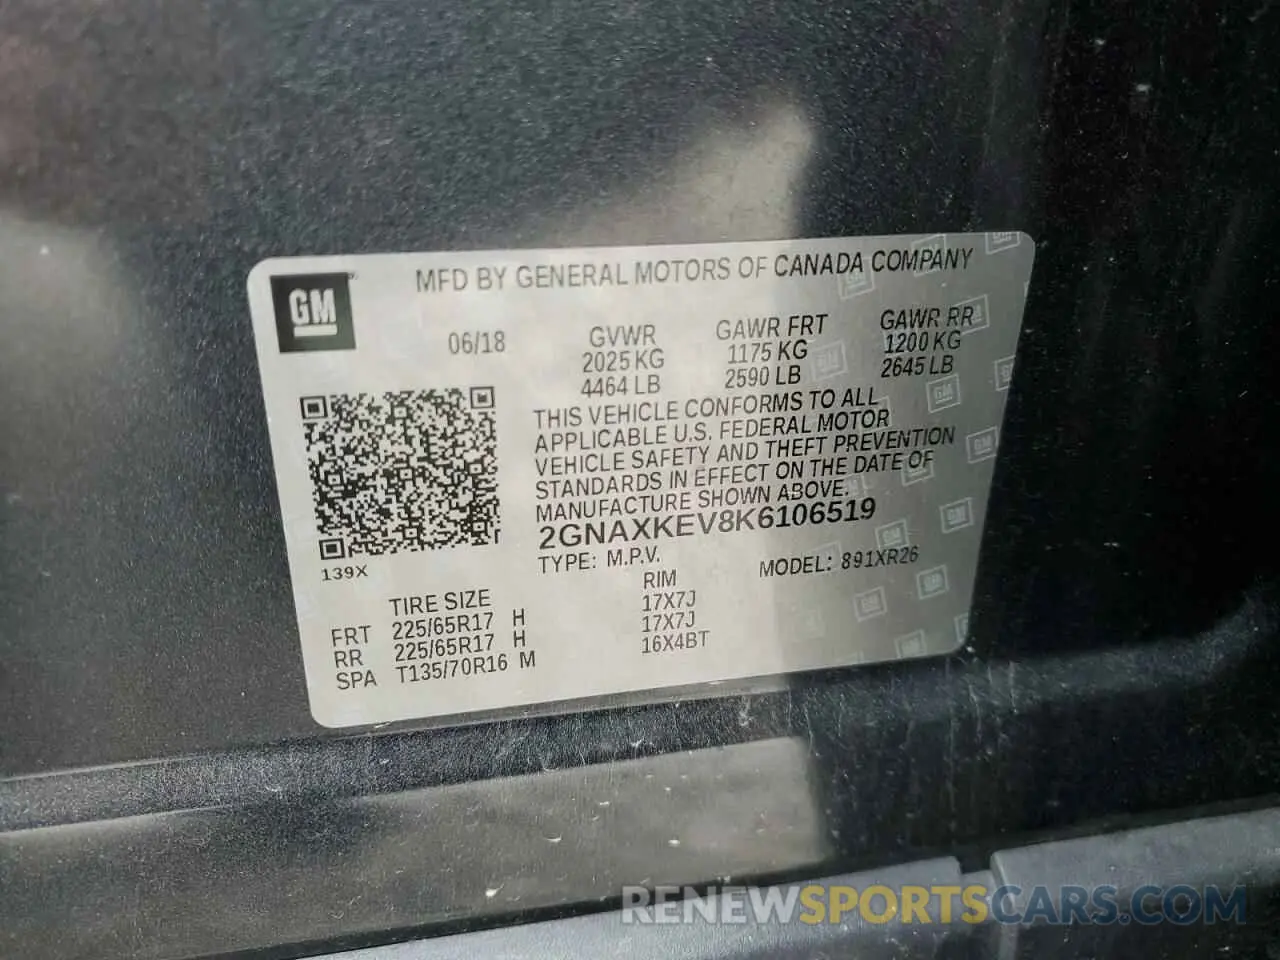 GM
MFD BY GENERAL MOTORS OF CANADA COMPANY
06/18 GVWR GAWR FRT GAWR RR
2025 KG 1175 KG 1200 KG
4464 LB 2590 LB 2645 LB
THIS VEHICLE CONFORMS TO ALL
APPLICABLE U.S. FEDERAL MOTOR
VEHICLE SAFETY AND THEFT PREVENTION
STANDARDS IN EFFECT ON THE DATE OF
MANUFACTURE SHOWN ABOVE.
2GNAXKEV8K6106519
TYPE: M.P.V. MODEL: 891XR26
139X
TIRE SIZE RIM
FRT 225/65R17 H 17X7J
RR 225/65R17 H 17X7J
SPA T135/70R16 M 16X4BT
RENEWSPORTSCARS.COM